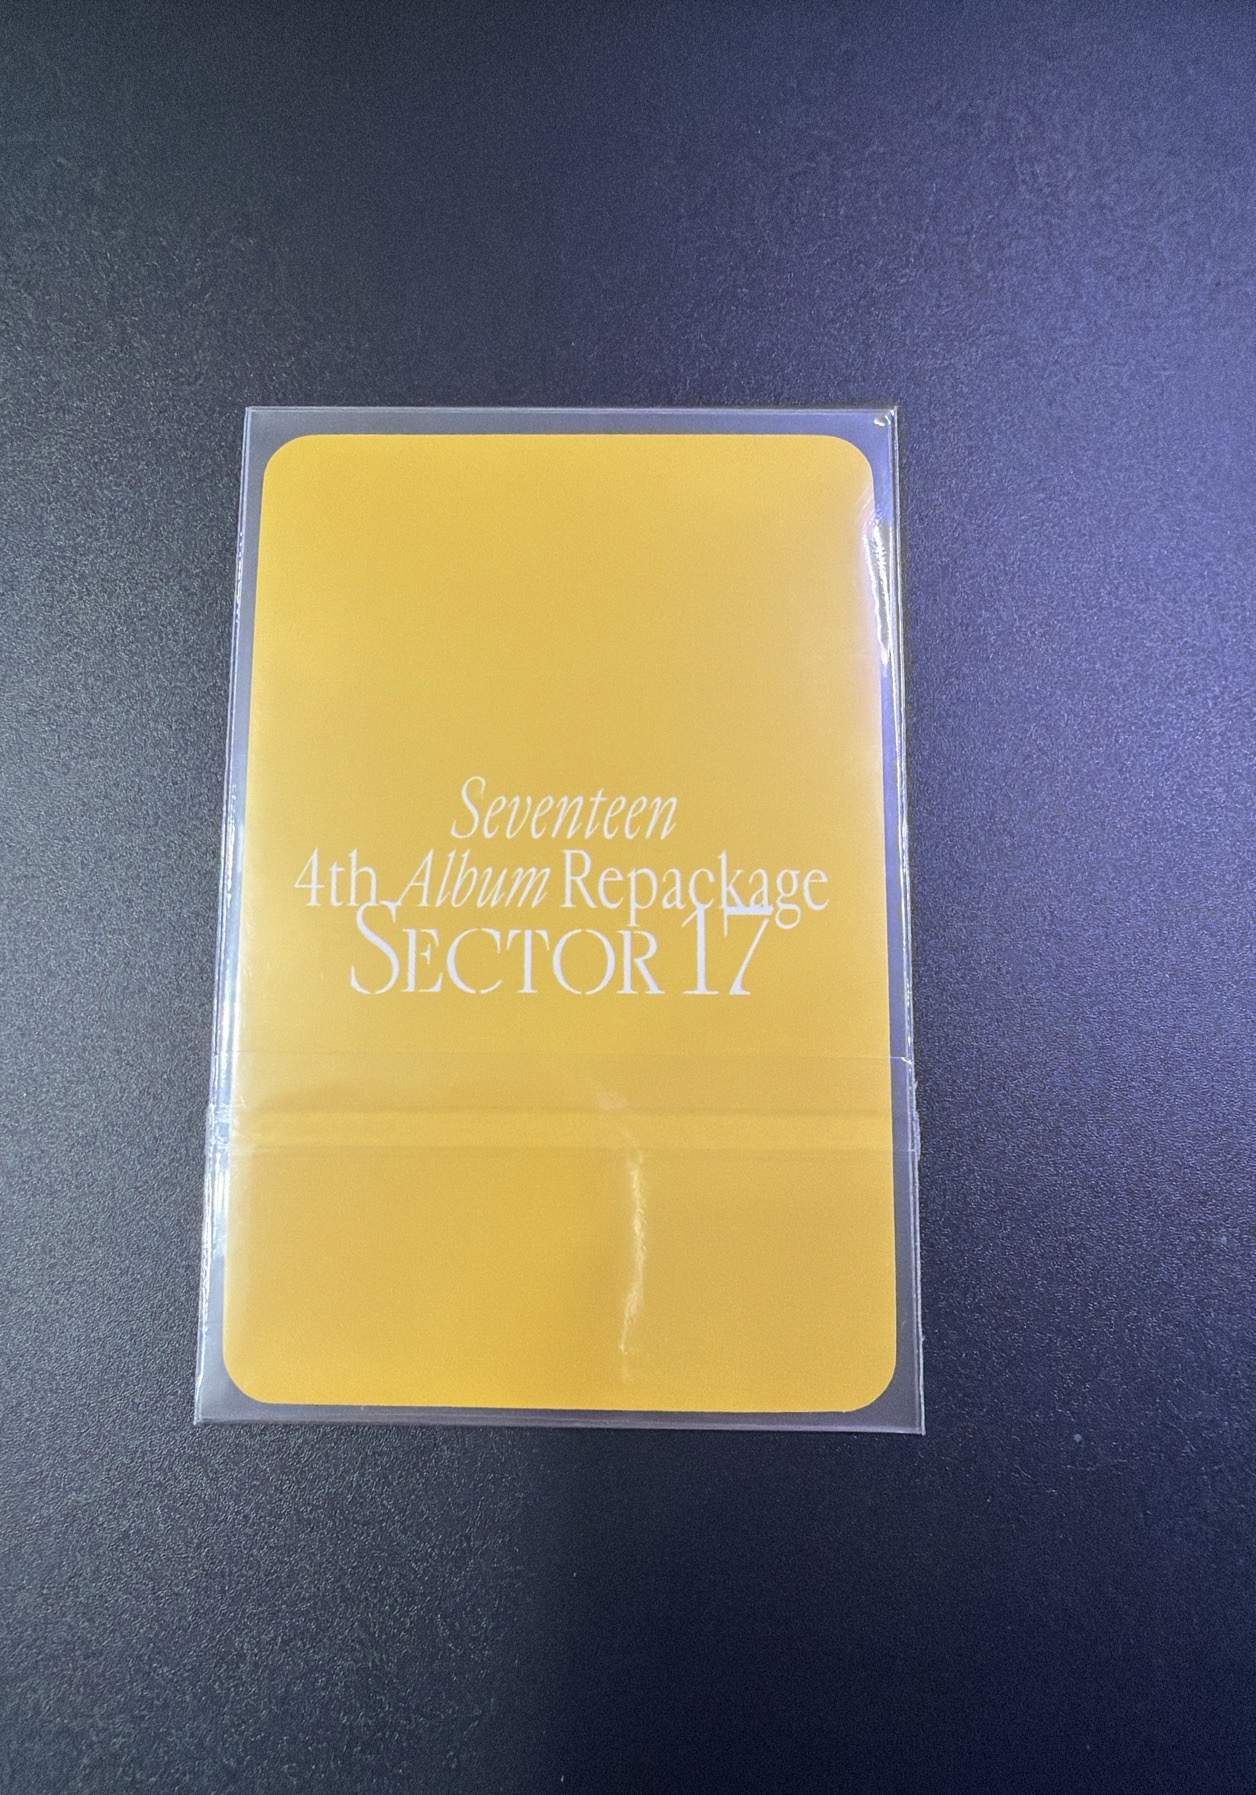 Seventeen
4th Album Repackage
SECTOR 17